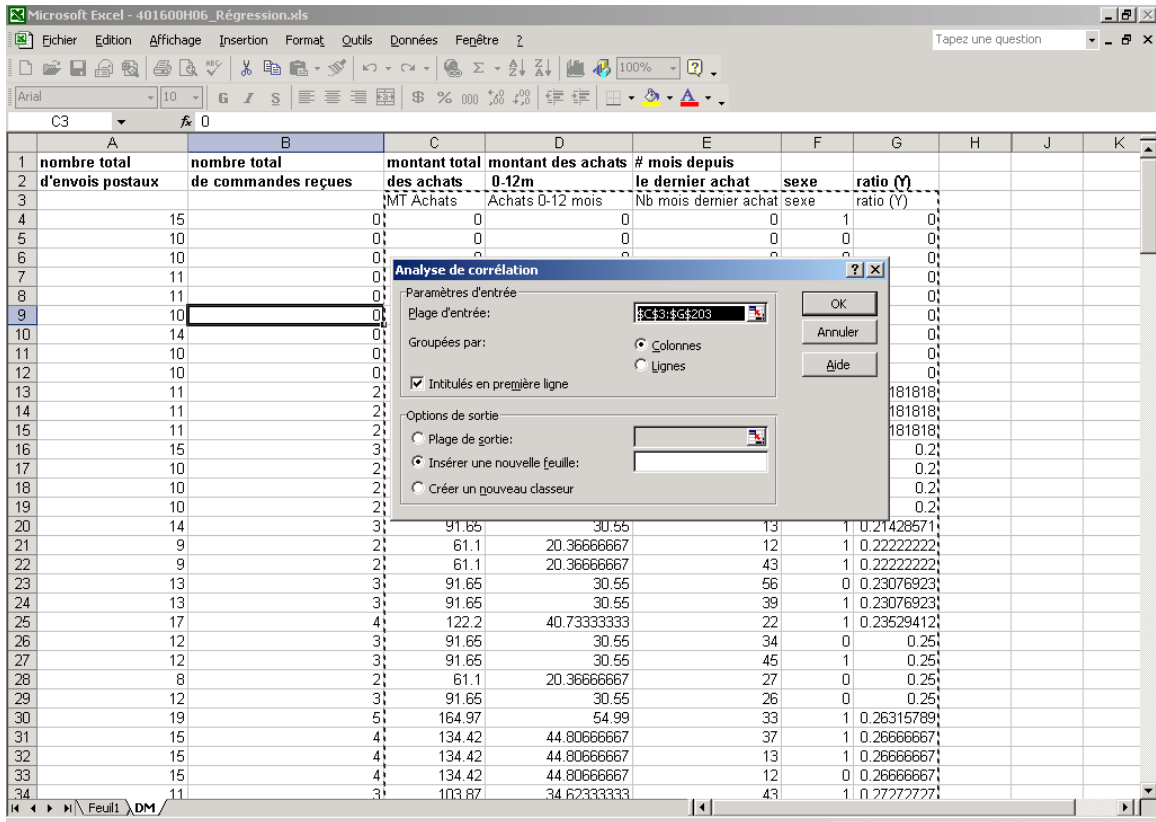 Microsoft Excel - 401600H06_Régression.xls
Fichier Edition Affichage Insertion Format Outils Données Fenêtre ? Tapez une question
100%
Arial 10 G I S $ % 000
C3 fx 0
A B C D E F G H J K
1 nombre total nombre total montant total montant des achats # mois depuis
2 d'envois postaux de commandes reçues des achats 0-12m le dernier achat sexe ratio (Y)
3 MT Achats Achats 0-12 mois Nb mois dernier achat sexe ratio (Y)
4 15 0 0 0 0 1 0
5 10 0 0 0 0 0 0
6 10 0 0 0 0 0 0
7 11 0 0
8 11 0 0
9 10 0 0
10 14 0 0
11 10 0 0
12 10 0 0
13 11 2 181818
14 11 2 181818
15 11 2 181818
16 15 3 0.2
17 10 2 0.2
18 10 2 0.2
19 10 2 0.2
Analyse de corrélation
Paramètres d'entrée
Plage d'entrée: $C$3:$G$203
Groupées par: Colonnes
Lignes
Intitulés en première ligne
OK
Annuler
Aide
Options de sortie
Plage de sortie:
Insérer une nouvelle feuille:
Créer un nouveau classeur
20 14 3 91.65 30.55 13 1 0.21428571
21 9 2 61.1 20.36666667 12 1 0.22222222
22 9 2 61.1 20.36666667 43 1 0.22222222
23 13 3 91.65 30.55 56 0 0.23076923
24 13 3 91.65 30.55 39 1 0.23076923
25 17 4 122.2 40.73333333 22 1 0.23529412
26 12 3 91.65 30.55 34 0 0.25
27 12 3 91.65 30.55 45 1 0.25
28 8 2 61.1 20.36666667 27 0 0.25
29 12 3 91.65 30.55 26 0 0.25
30 19 5 164.97 54.99 33 1 0.26315789
31 15 4 134.42 44.80666667 37 1 0.26666667
32 15 4 134.42 44.80666667 13 1 0.26666667
33 15 4 134.42 44.80666667 12 0 0.26666667
34 11 3 103.87 34.62333333 43 1 0.27272727
Feuil1 DM